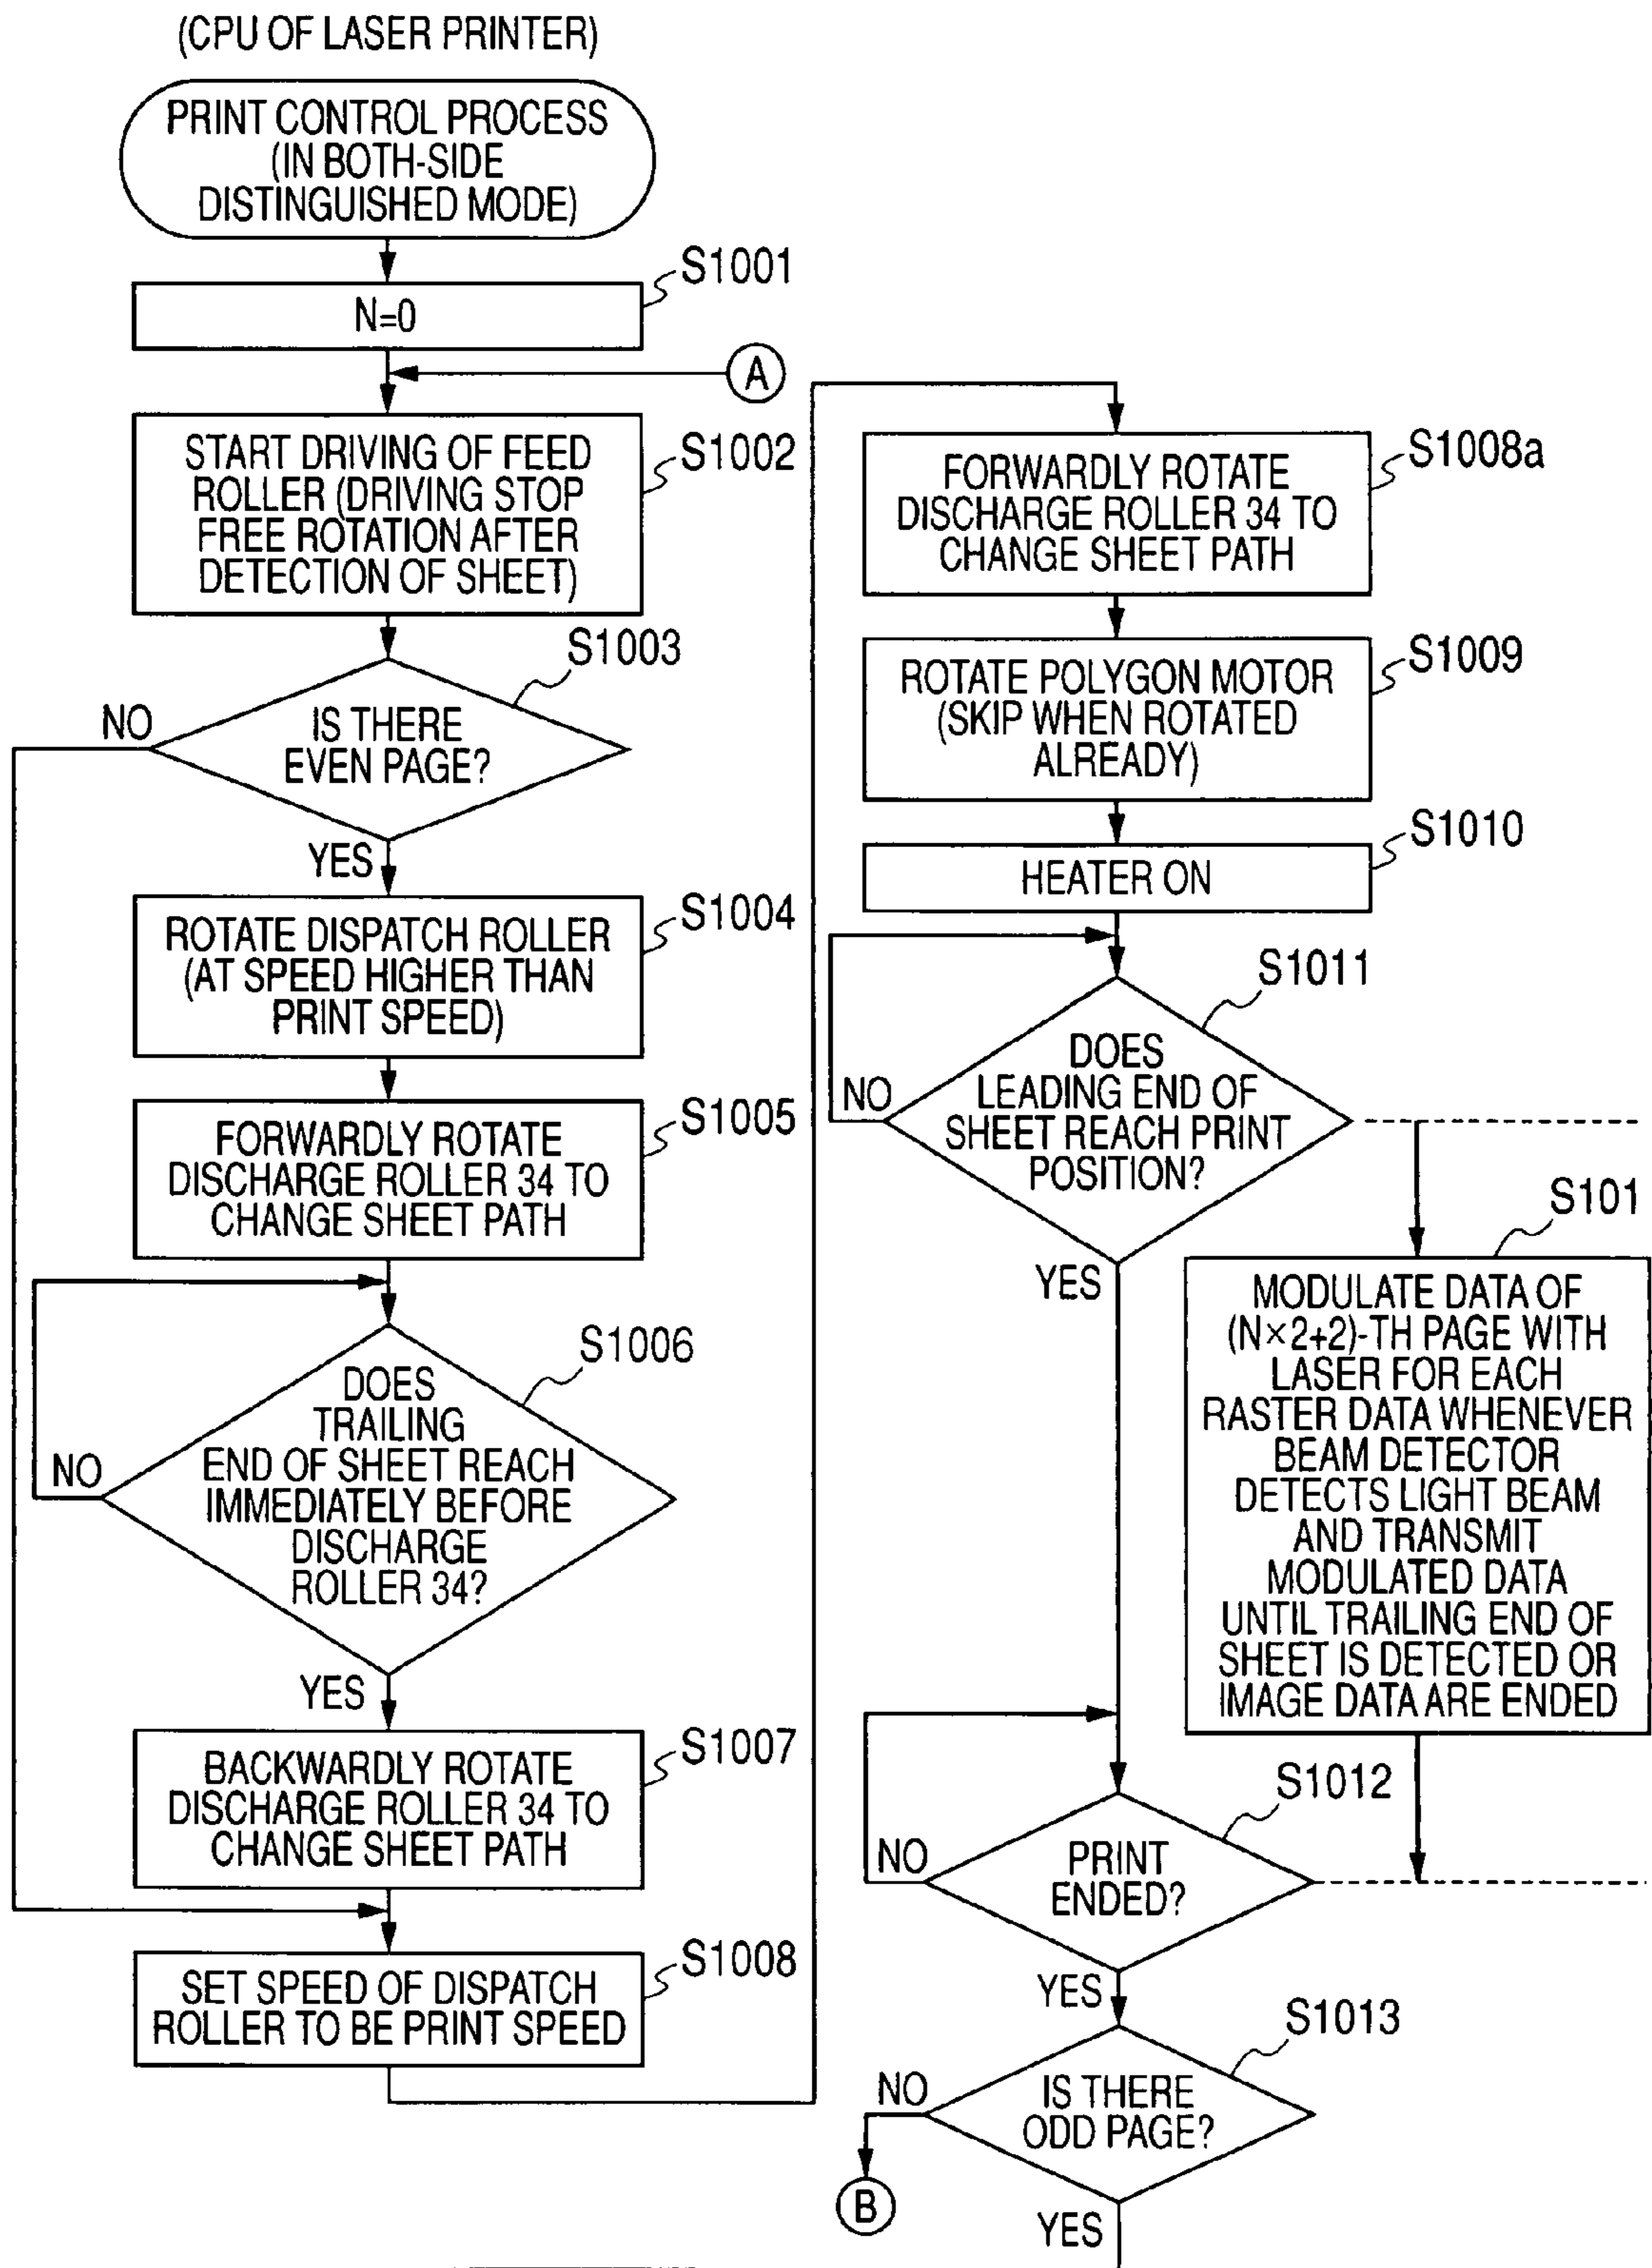 (CPU OF LASER PRINTER)
PRINT CONTROL PROCESS
(IN BOTH-SIDE
DISTINGUISHED MODE)
S1001
N=0
A
S1002
START DRIVING OF FEED
ROLLER (DRIVING STOP
FREE ROTATION AFTER
DETECTION OF SHEET)
S1003
NO
IS THERE
EVEN PAGE?
YES
S1004
ROTATE DISPATCH ROLLER
(AT SPEED HIGHER THAN
PRINT SPEED)
S1005
FORWARDLY ROTATE
DISCHARGE ROLLER 34 TO
CHANGE SHEET PATH
S1006
DOES
TRAILING
END OF SHEET REACH
IMMEDIATELY BEFORE
DISCHARGE
ROLLER 34?
NO
YES
S1007
BACKWARDLY ROTATE
DISCHARGE ROLLER 34 TO
CHANGE SHEET PATH
S1008
SET SPEED OF DISPATCH
ROLLER TO BE PRINT SPEED
S1008a
FORWARDLY ROTATE
DISCHARGE ROLLER 34 TO
CHANGE SHEET PATH
S1009
ROTATE POLYGON MOTOR
(SKIP WHEN ROTATED
ALREADY)
S1010
HEATER ON
S1011
DOES
LEADING END OF
SHEET REACH PRINT
POSITION?
NO
YES
S101
MODULATE DATA OF
(N×2+2)-TH PAGE WITH
LASER FOR EACH
RASTER DATA WHENEVER
BEAM DETECTOR
DETECTS LIGHT BEAM
AND TRANSMIT
MODULATED DATA
UNTIL TRAILING END OF
SHEET IS DETECTED OR
IMAGE DATA ARE ENDED
S1012
NO
PRINT
ENDED?
YES
S1013
NO
IS THERE
ODD PAGE?
B
YES